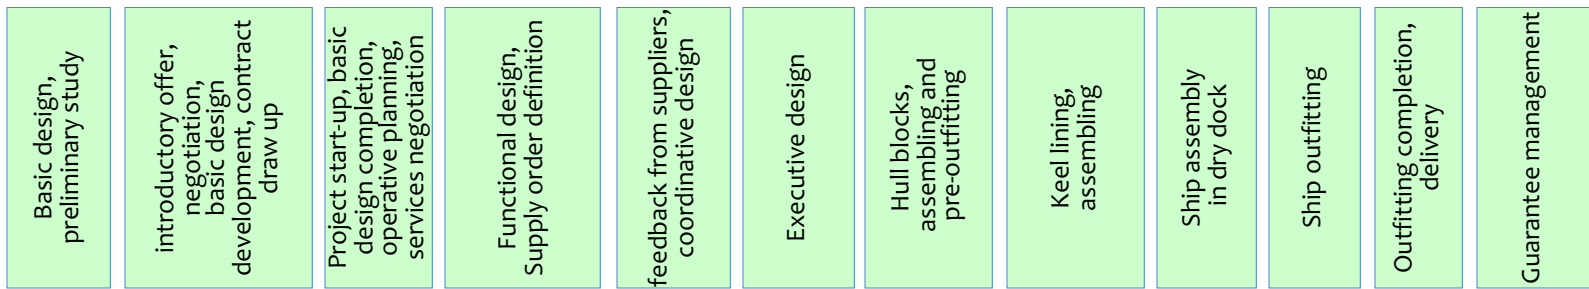 Basic design,
preliminary study
introductory offer,
negotiation,
basic design
development, contract
draw up
Project start-up, basic
design completion,
operative planning,
services negotiation
Functional design,
Supply order definition
feedback from suppliers,
coordinative design
Executive design
Hull blocks,
assembling and
pre-outfitting
Keel lining,
assembling
Ship assembly
in dry dock
Ship outfitting
Outfitting completion,
delivery
Guarantee management